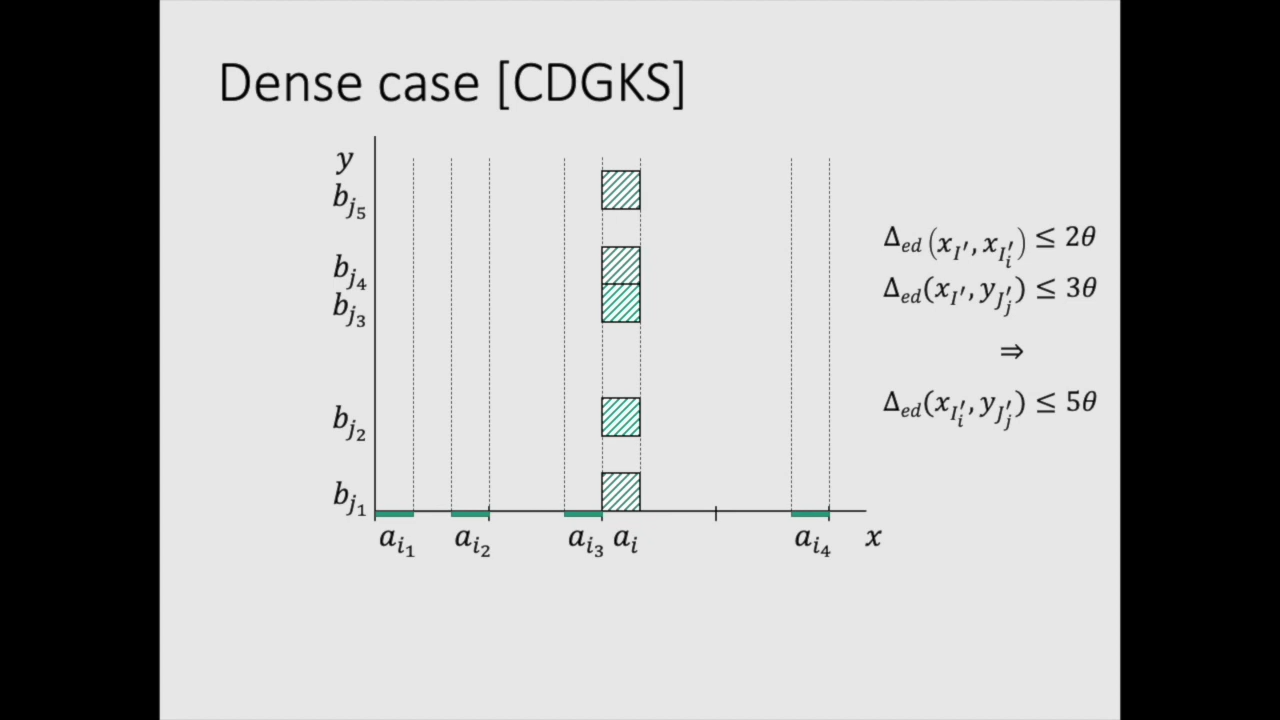 Dense case [CDGKS]
y
b_{j_5}
b_{j_4}
b_{j_3}
b_{j_2}
b_{j_1}
a_{i_1} a_{i_2} a_{i_3} a_i a_{i_4} x
Δ_{ed}(x_{I'}, x_{I'_i}) ≤ 2θ
Δ_{ed}(x_{I'}, y_{J'_j}) ≤ 3θ
⇒
Δ_{ed}(x_{I'_i}, y_{J'_j}) ≤ 5θ